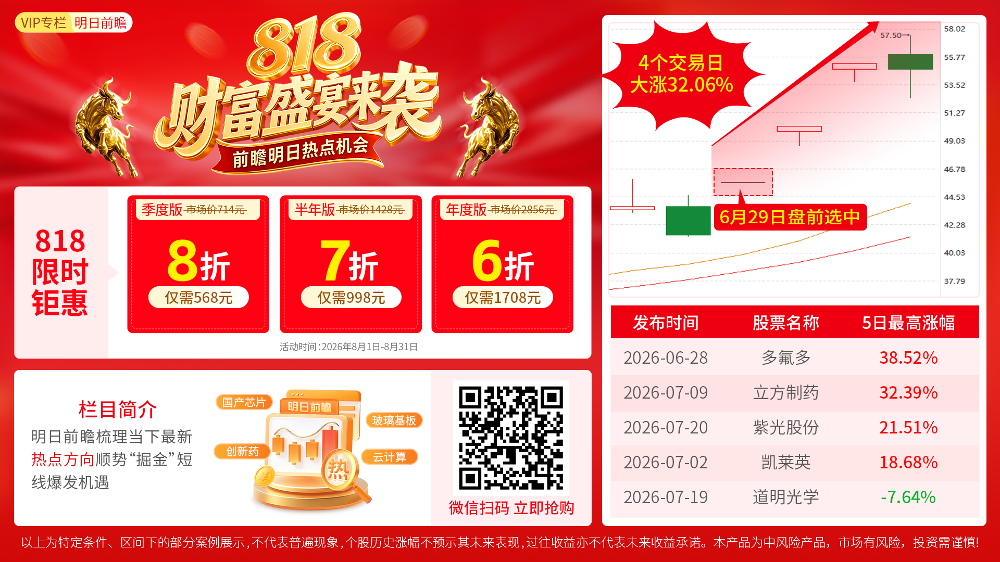 VIP专栏 明日前瞻
818
财富盛宴来袭
前瞻明日热点机会
818
限时
钜惠
季度版 市场价714元
8折
仅需568元
半年版 市场价1428元
7折
仅需998元
年度版 市场价2856元
6折
仅需1708元
活动时间:2026年8月1日-8月31日
栏目简介
明日前瞻梳理当下最新
热点方向顺势“掘金”短
线爆发机遇
国产芯片
明日前瞻
玻璃基板
创新药
云计算
热
¥
微信扫码 立即抢购
4个交易日
大涨32.06%
57.50
6月29日盘前选中
58.02
55.77
53.52
51.27
49.03
46.78
44.53
42.28
40.03
37.79
发布时间 股票名称 5日最高涨幅
2026-06-28 多氟多 38.52%
2026-07-09 立方制药 32.39%
2026-07-20 紫光股份 21.51%
2026-07-02 凯莱英 18.68%
2026-07-19 道明光学 -7.64%
以上为特定条件、区间下的部分案例展示,不代表普遍现象,个股历史涨幅不预示其未来表现,过往收益亦不代表未来收益承诺。本产品为中风险产品，市场有风险，投资需谨慎!